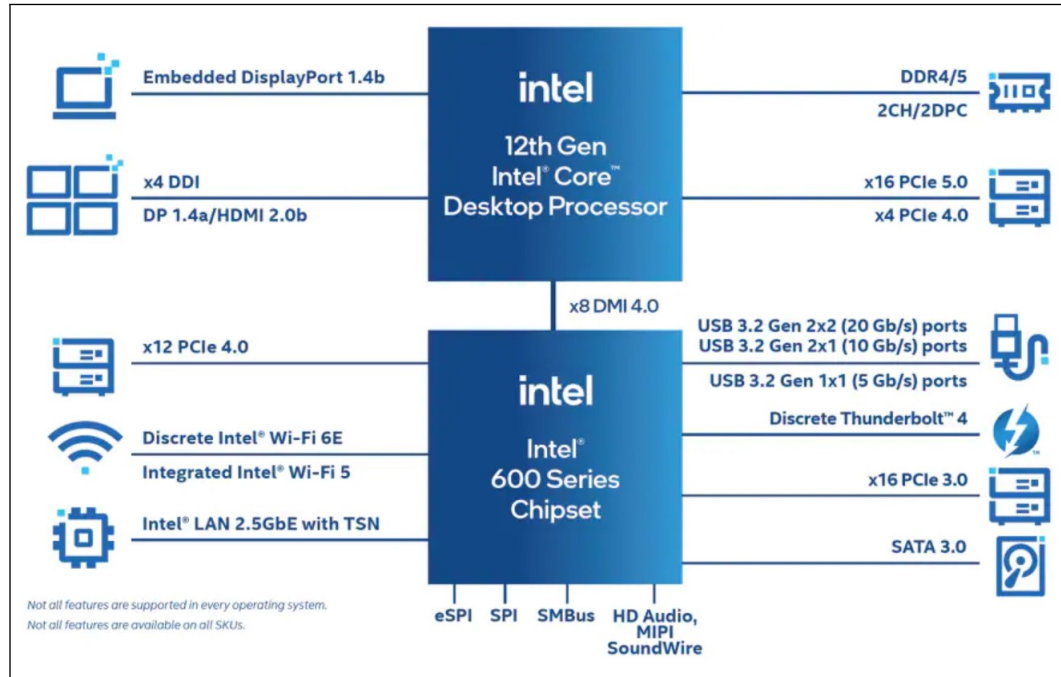 Embedded DisplayPort 1.4b
x4 DDI
DP 1.4a/HDMI 2.0b
intel
12th Gen
Intel® Core™
Desktop Processor
DDR4/5
2CH/2DPC
x16 PCIe 5.0
x4 PCIe 4.0
x8 DMI 4.0
x12 PCIe 4.0
Discrete Intel® Wi-Fi 6E
Integrated Intel® Wi-Fi 5
Intel® LAN 2.5GbE with TSN
intel
Intel®
600 Series
Chipset
USB 3.2 Gen 2x2 (20 Gb/s) ports
USB 3.2 Gen 2x1 (10 Gb/s) ports
USB 3.2 Gen 1x1 (5 Gb/s) ports
Discrete Thunderbolt™ 4
x16 PCIe 3.0
SATA 3.0
eSPI
SPI
SMBus
HD Audio,
MIPI
SoundWire
Not all features are supported in every operating system.
Not all features are available on all SKUs.